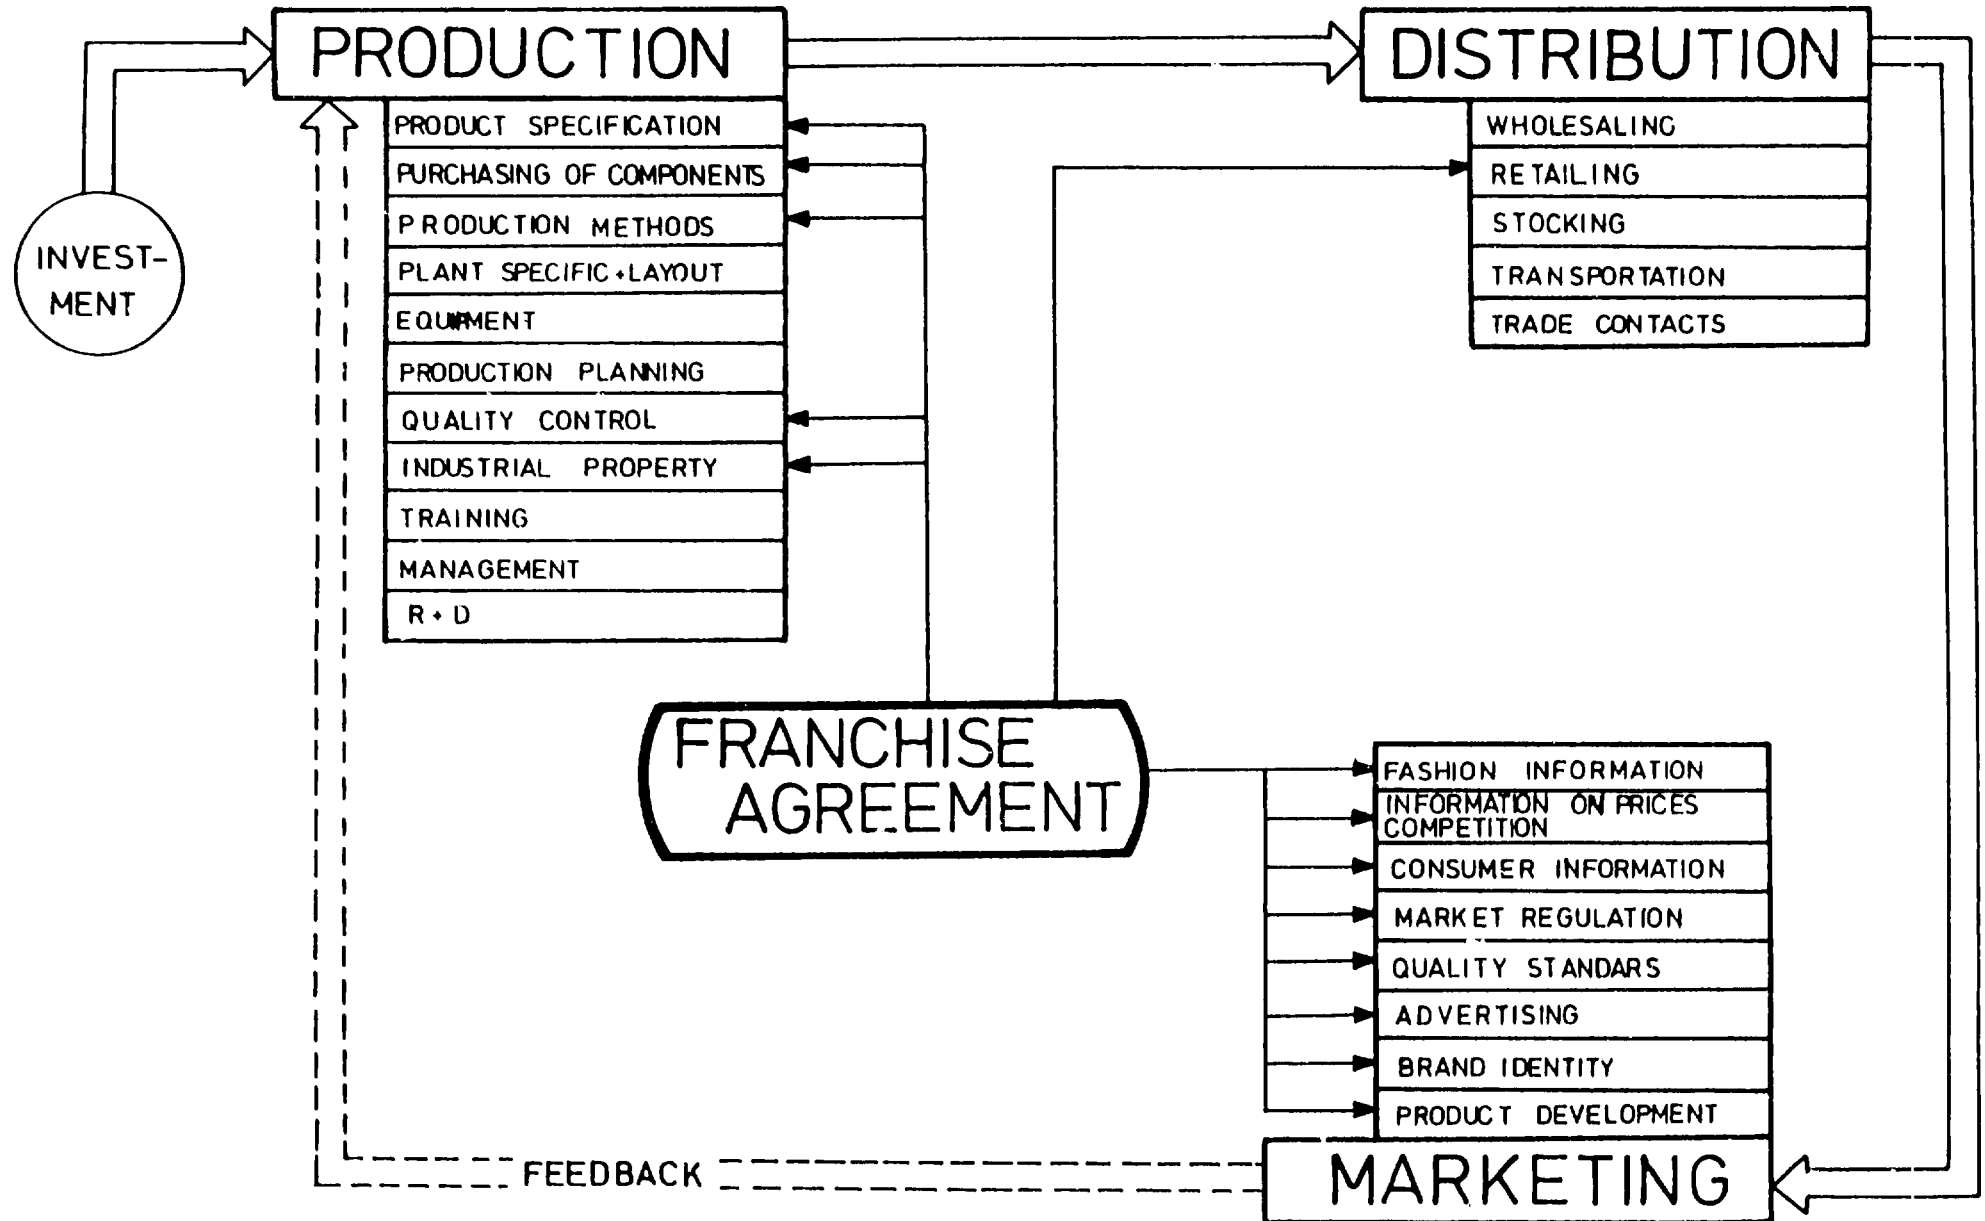 PRODUCTION
PRODUCT SPECIFICATION
PURCHASING OF COMPONENTS
PRODUCTION METHODS
PLANT SPECIFIC+LAYOUT
EQUIPMENT
PRODUCTION PLANNING
QUALITY CONTROL
INDUSTRIAL PROPERTY
TRAINING
MANAGEMENT
R+D
DISTRIBUTION
WHOLESALING
RETAILING
STOCKING
TRANSPORTATION
TRADE CONTACTS
INVEST-
MENT
FRANCHISE
AGREEMENT
FASHION INFORMATION
INFORMATION ON PRICES
COMPETITION
CONSUMER INFORMATION
MARKET REGULATION
QUALITY STANDARS
ADVERTISING
BRAND IDENTITY
PRODUCT DEVELOPMENT
MARKETING
FEEDBACK